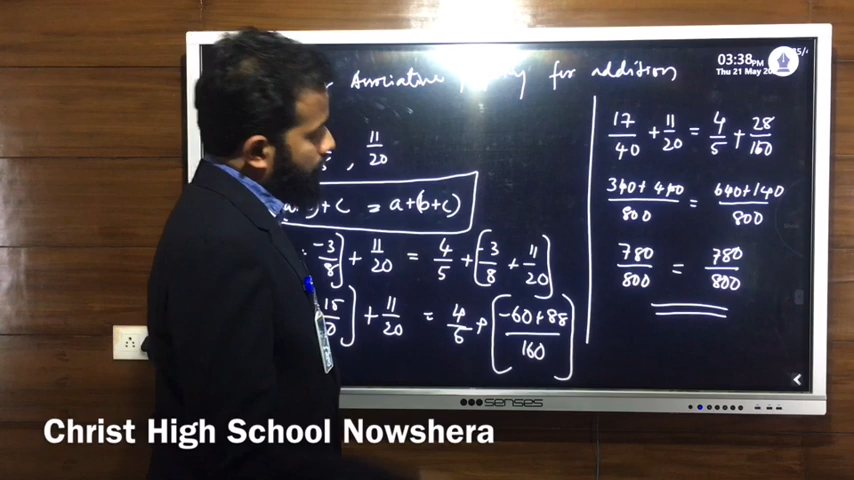 Associative for addition
, 11/20
+c = a+(b+c)
-3/8] + 11/20 = 4/5 + [-3/8 + 11/20]
] + 11/20 = 4/5 + [-60+88/160]
17/40 + 11/20 = 4/5 + 28/160
340+440/800 = 640+140/800
780/800 = 780/800
03:38PM
Thu 21 May
senses
Christ High School Nowshera